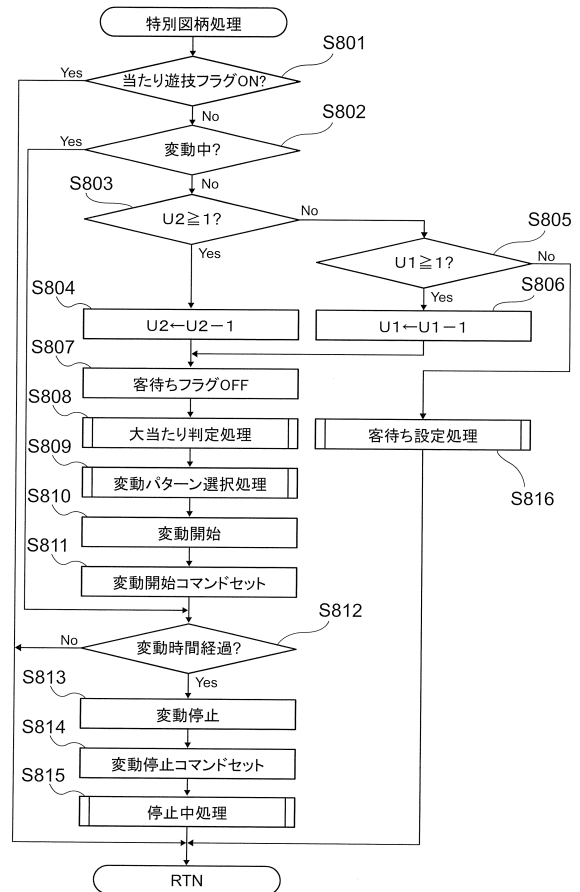 特別図柄処理
S801
当たり遊技フラグON?
Yes
No
S802
変動中?
Yes
No
S803
U2≧1?
No
Yes
S805
U1≧1?
No
Yes
S804
U2←U2－1
S806
U1←U1－1
S807
客待ちフラグOFF
S808
大当たり判定処理
客待ち設定処理
S816
S809
変動パターン選択処理
S810
変動開始
S811
変動開始コマンドセット
S812
変動時間経過?
No
Yes
S813
変動停止
S814
変動停止コマンドセット
S815
停止中処理
RTN